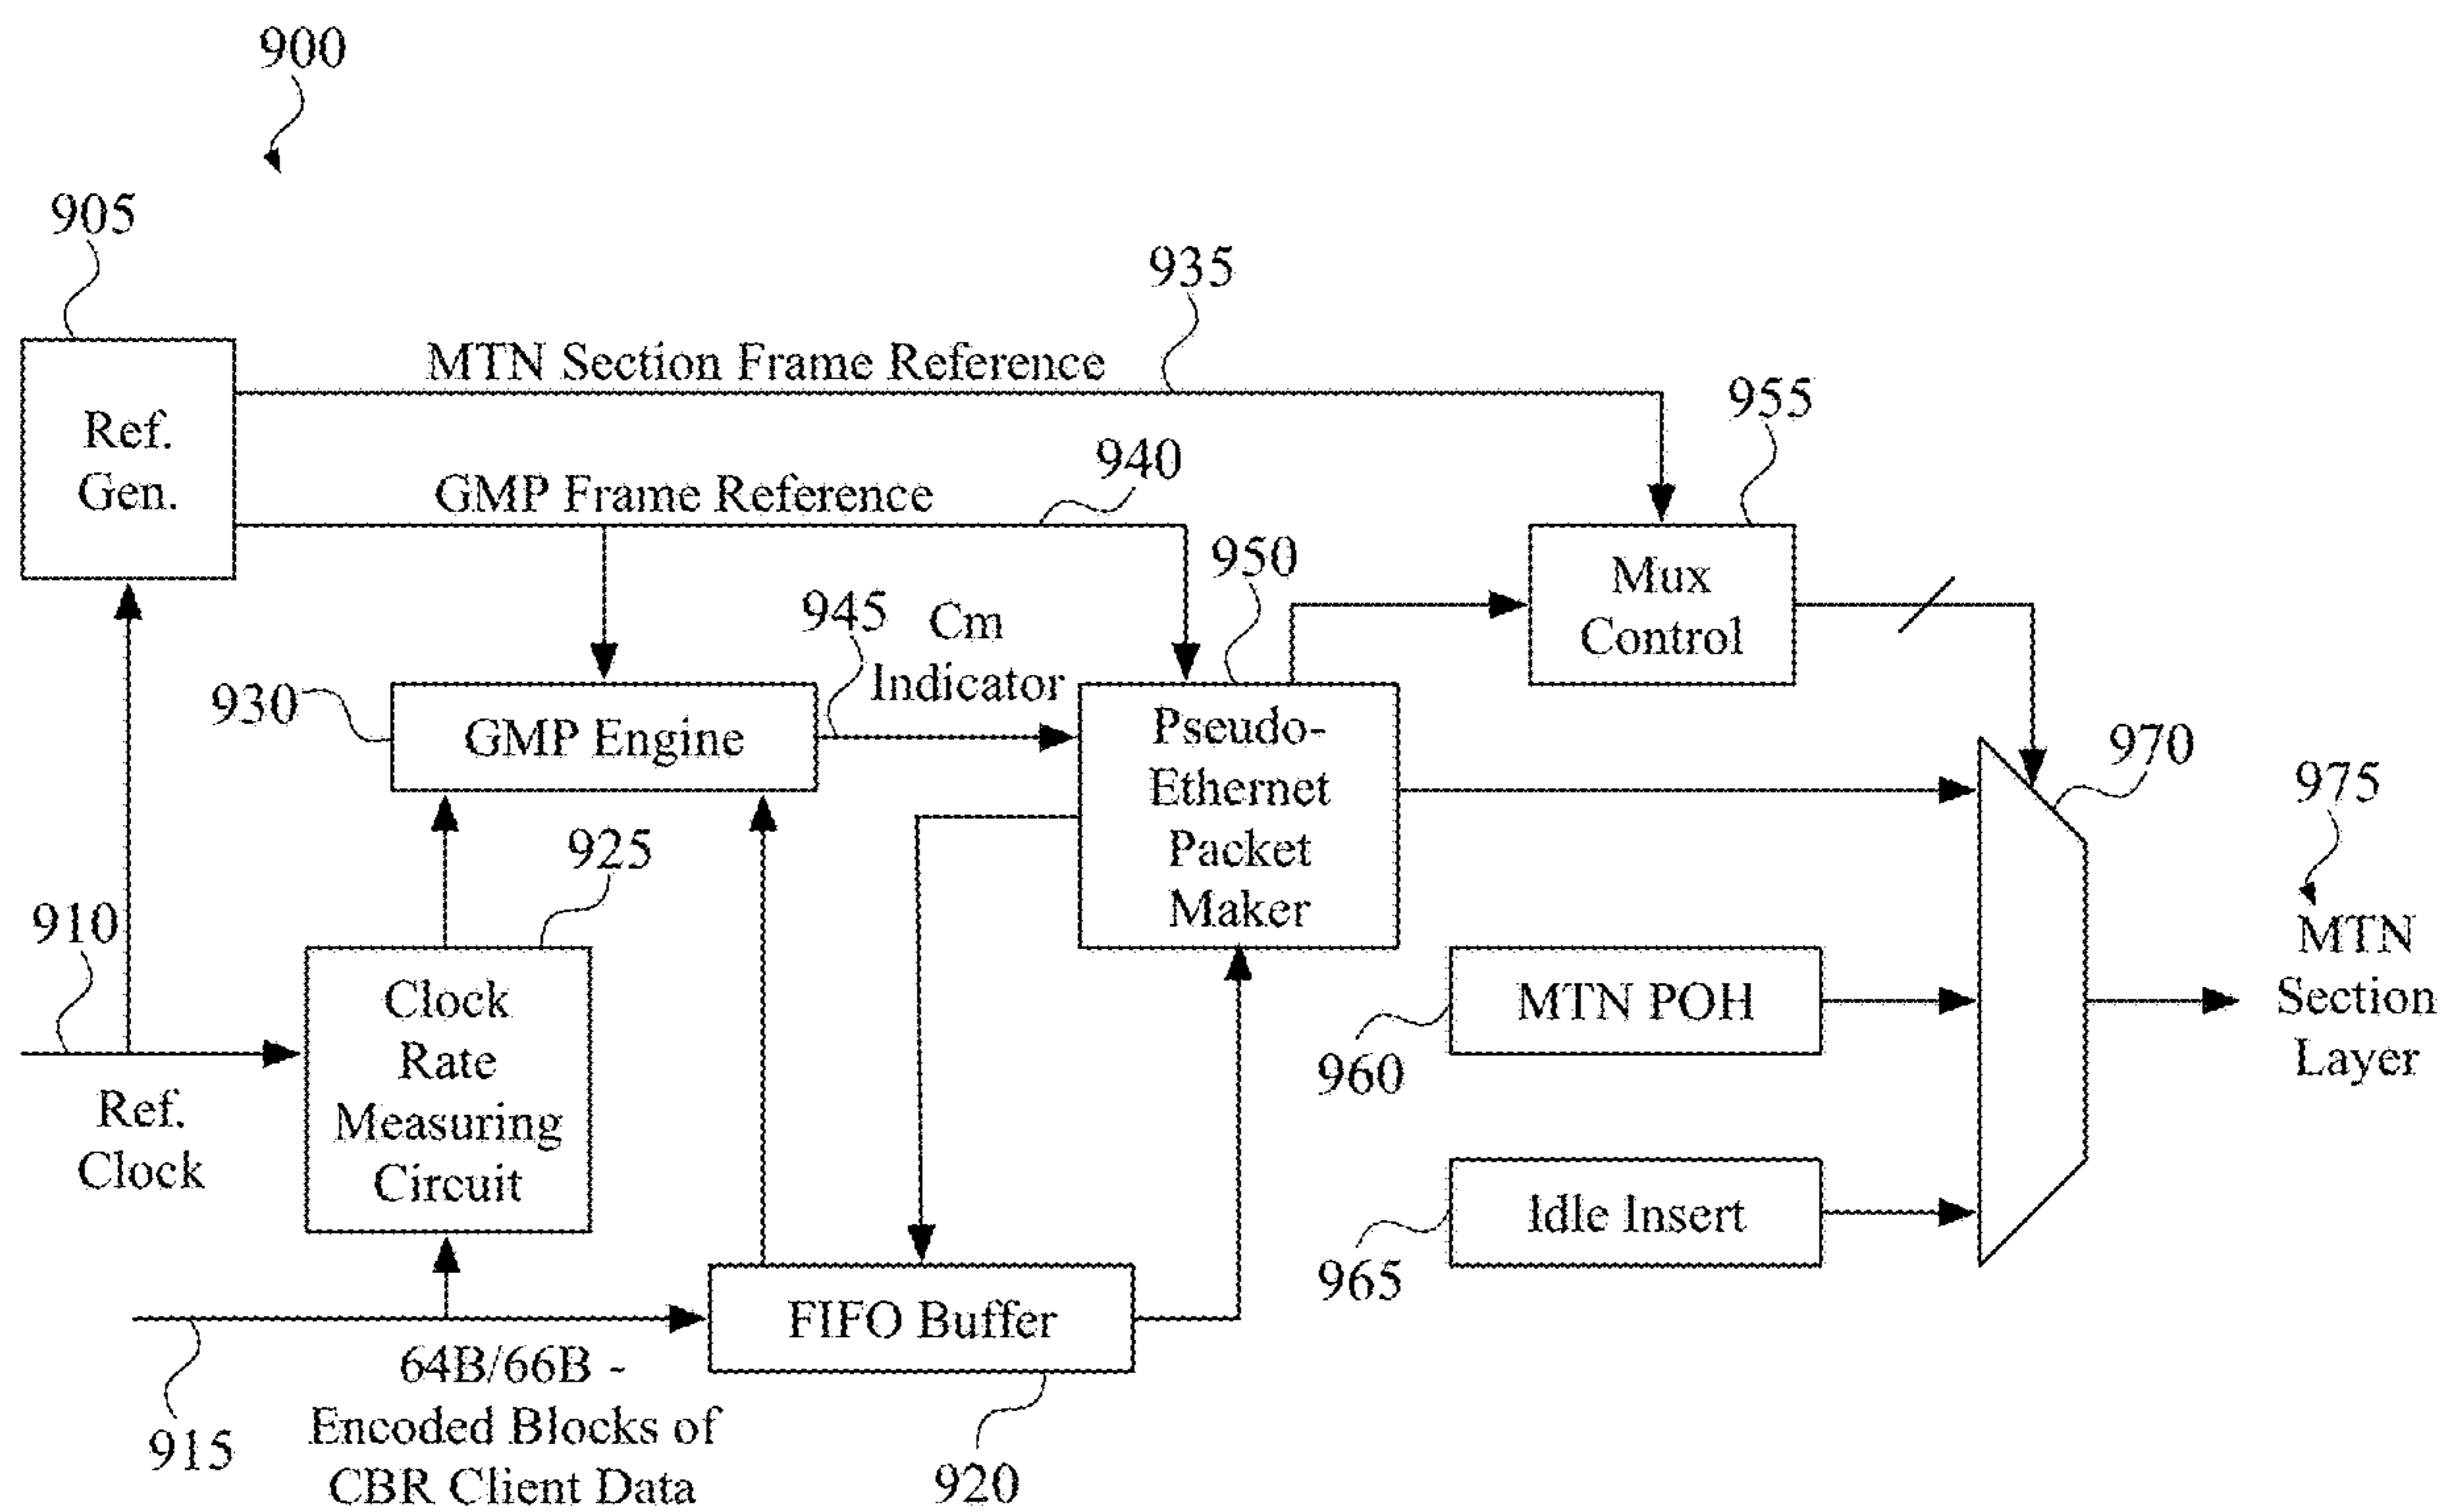 900
905
935
MTN Section Frame Reference
955
Ref.
Gen.
940
GMP Frame Reference
950
Mux
Control
945
Cm
Indicator
930
GMP Engine
Pseudo-
Ethernet
Packet
Maker
970
975
925
910
MTN
Section
Layer
Clock
Rate
Measuring
Circuit
MTN POH
960
Ref.
Clock
Idle Insert
965
FIFO Buffer
64B/66B -
Encoded Blocks of
CBR Client Data
915
920